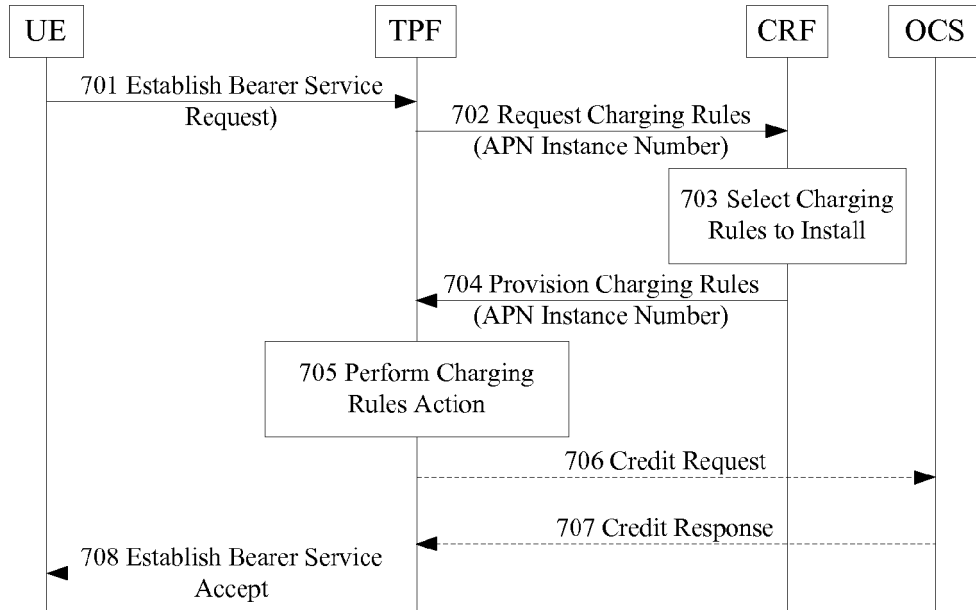 UE
TPF
CRF
OCS
701 Establish Bearer Service
Request)
702 Request Charging Rules
(APN Instance Number)
703 Select Charging
Rules to Install
704 Provision Charging Rules
(APN Instance Number)
705 Perform Charging
Rules Action
706 Credit Request
707 Credit Response
708 Establish Bearer Service
Accept